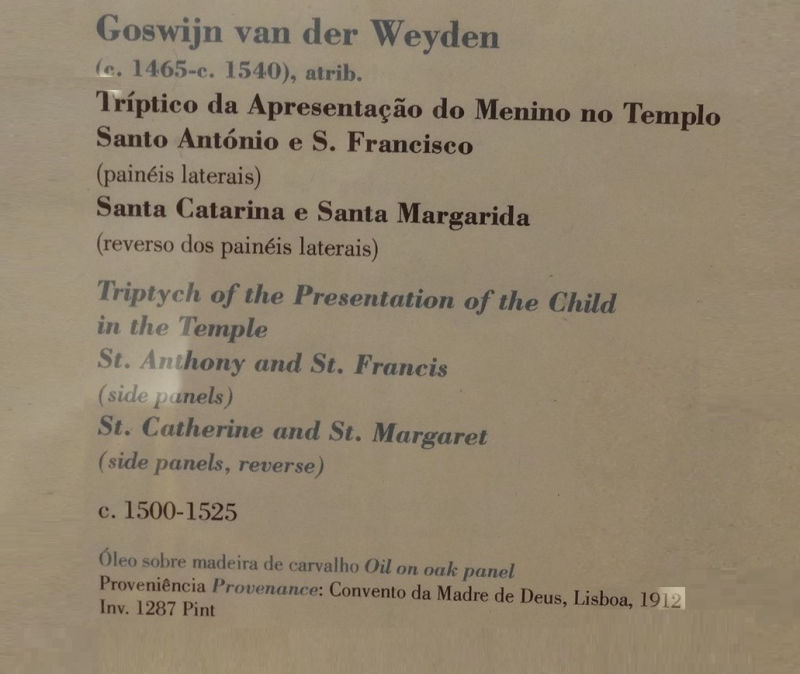 Goswijn van der Weyden
(c. 1465-c. 1540), atrib.
Tríptico da Apresentação do Menino no Templo
Santo António e S. Francisco
(painéis laterais)
Santa Catarina e Santa Margarida
(reverso dos painéis laterais)
Triptych of the Presentation of the Child
in the Temple
St. Anthony and St. Francis
(side panels)
St. Catherine and St. Margaret
(side panels, reverse)
c. 1500-1525
Óleo sobre madeira de carvalho Oil on oak panel
Proveniência Provenance: Convento da Madre de Deus, Lisboa, 1912
Inv. 1287 Pint